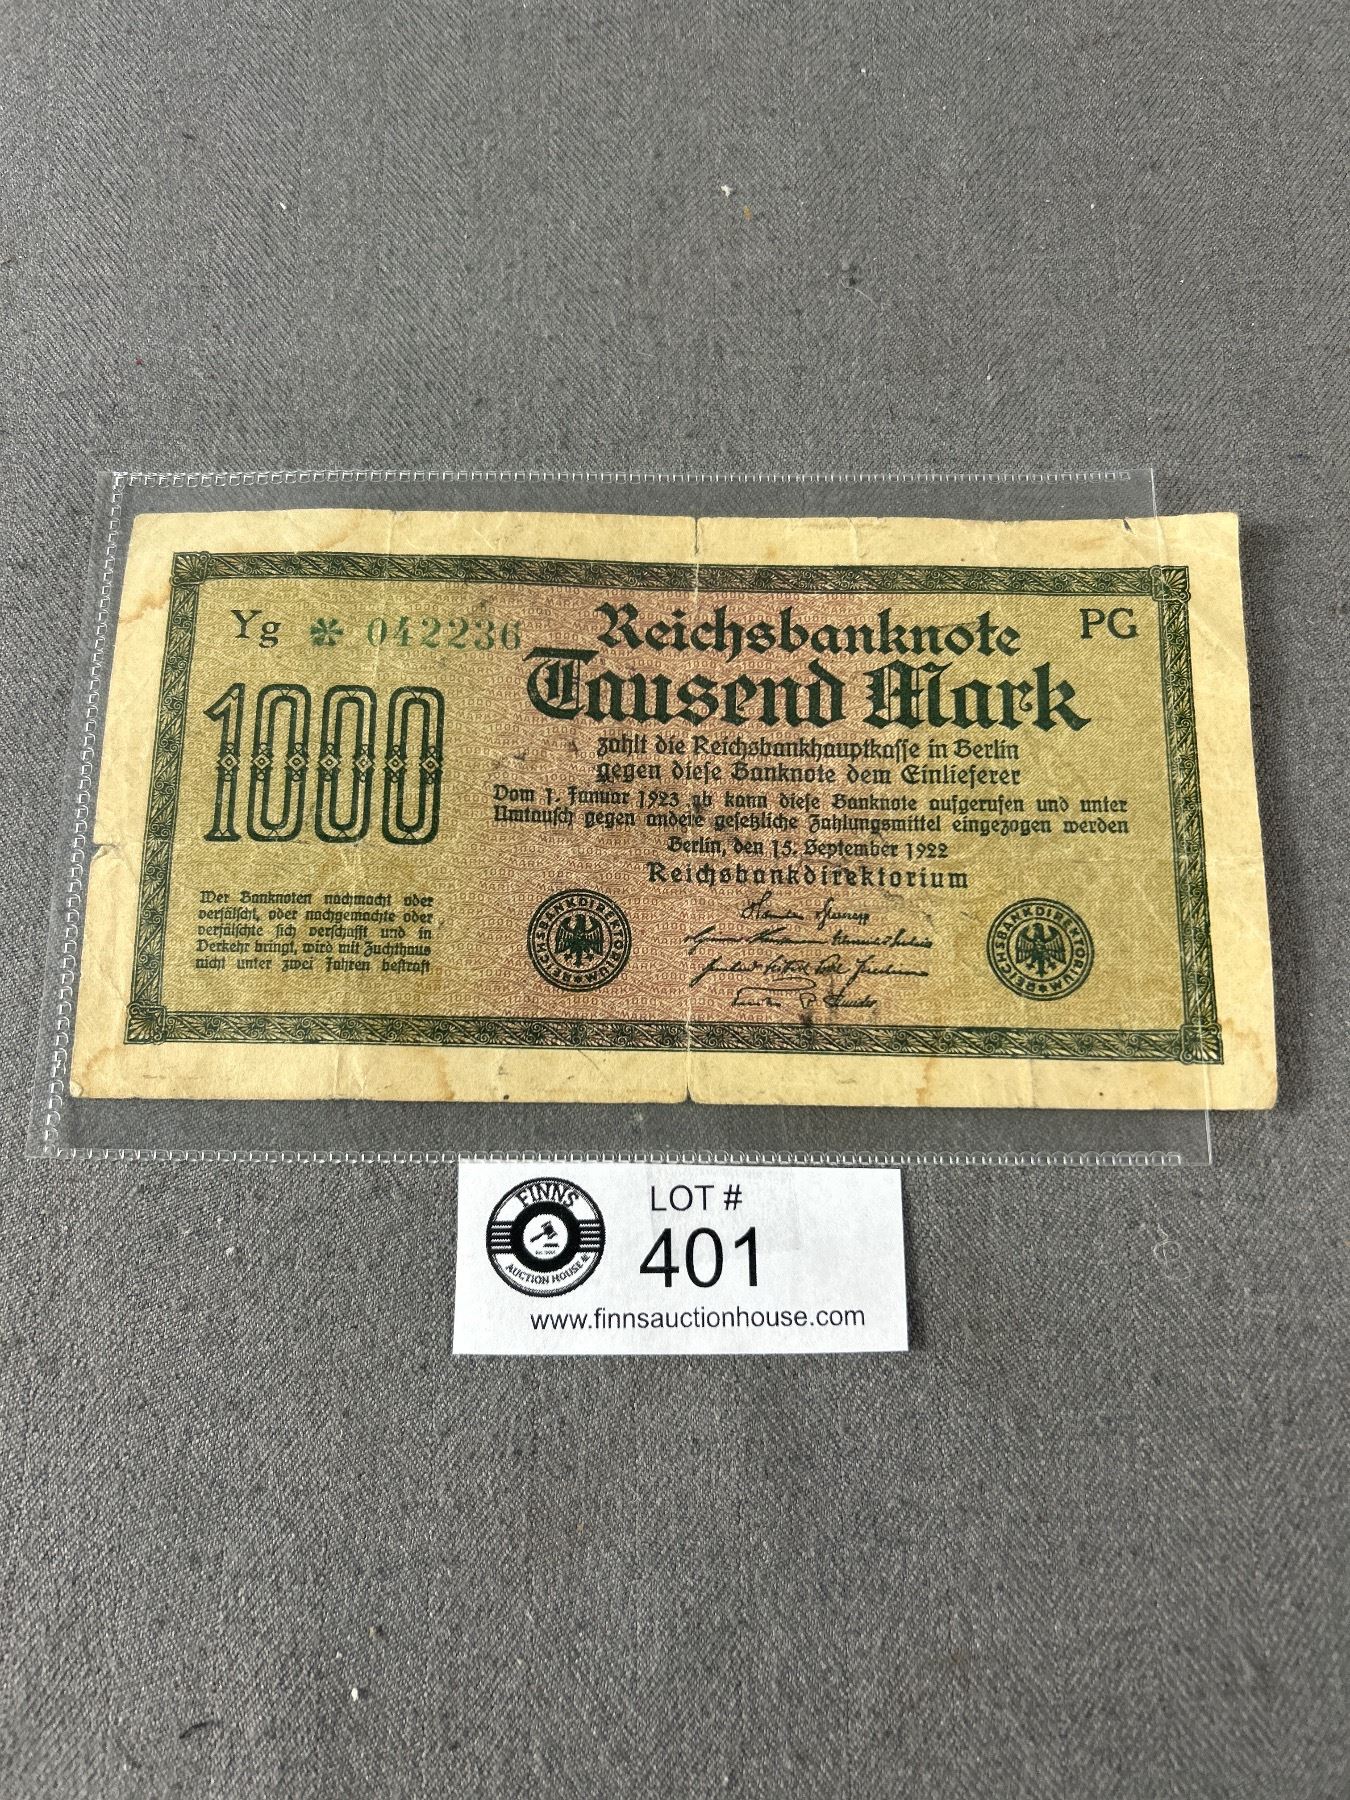 Yg * 042236
Reichsbanknote
PG
Tausend Mark
1000
zahlt die Reichsbankhauptkasse in Berlin
gegen diese Banknote dem Einlieferer
Vom 1. Januar 1923 ab kann diese Banknote aufgerufen und unter
Umtausch gegen andere gesetzliche Zahlungsmittel eingezogen werden
Berlin, den 15. September 1922
Reichsbankdirektorium
Wer Banknoten nachmacht oder
verfälscht, oder nachgemachte oder
verfälschte sich verschafft und in
Verkehr bringt, wird mit Zuchthaus
nicht unter zwei Jahren bestraft
REICHSBANKDIREKTORIUM
REICHSBANKDIREKTORIUM
FINNS
AUCTION HOUSE
LOT #
401
www.finnsauctionhouse.com